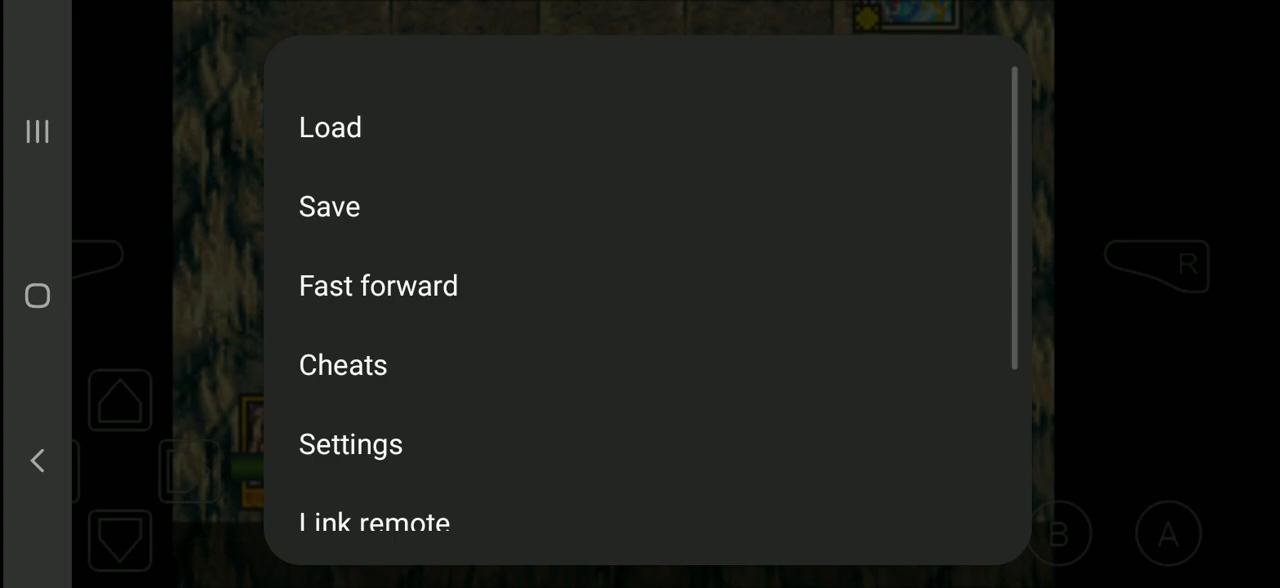 Load
Save
Fast forward
R
Cheats
Settings
Link remote
B
A